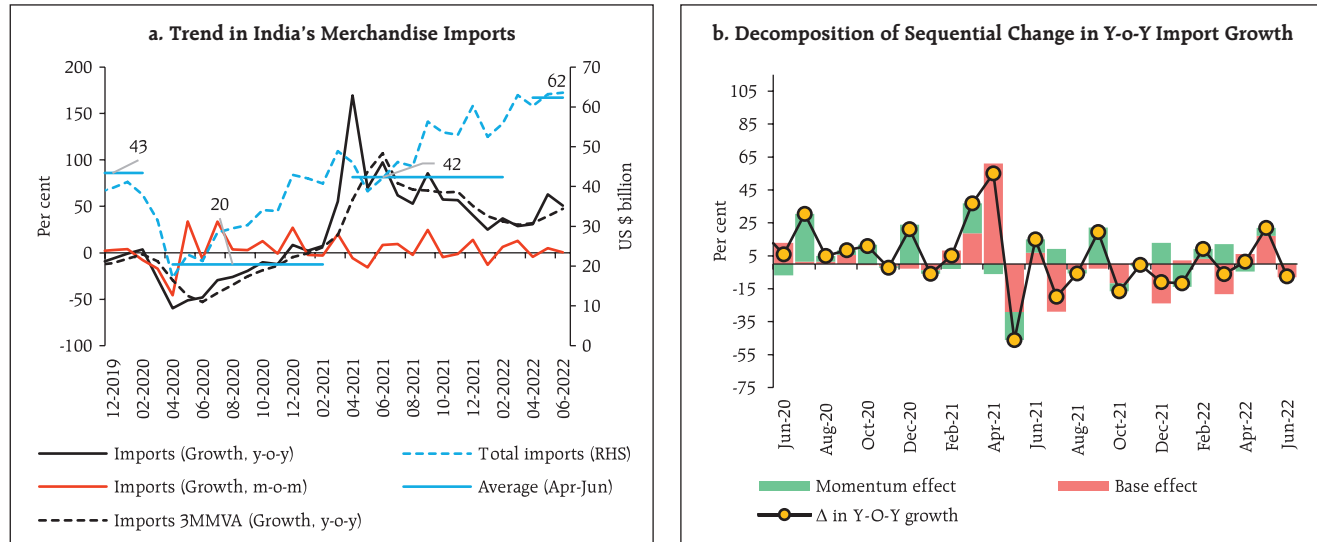 a. Trend in India's Merchandise Imports
200
150
100
50
0
-50
-100
Per cent
70
60
50
40
30
20
10
0
US $ billion
43
20
42
62
12-2019
02-2020
04-2020
06-2020
08-2020
10-2020
12-2020
02-2021
04-2021
06-2021
08-2021
10-2021
12-2021
02-2022
04-2022
06-2022
Imports (Growth, y-o-y)
Total imports (RHS)
Imports (Growth, m-o-m)
Average (Apr-Jun)
Imports 3MMVA (Growth, y-o-y)
b. Decomposition of Sequential Change in Y-o-Y Import Growth
105
85
65
45
25
5
-15
-35
-55
-75
Per cent
Jun-20
Aug-20
Oct-20
Dec-20
Feb-21
Apr-21
Jun-21
Aug-21
Oct-21
Dec-21
Feb-22
Apr-22
Jun-22
Momentum effect
Base effect
Δ in Y-O-Y growth